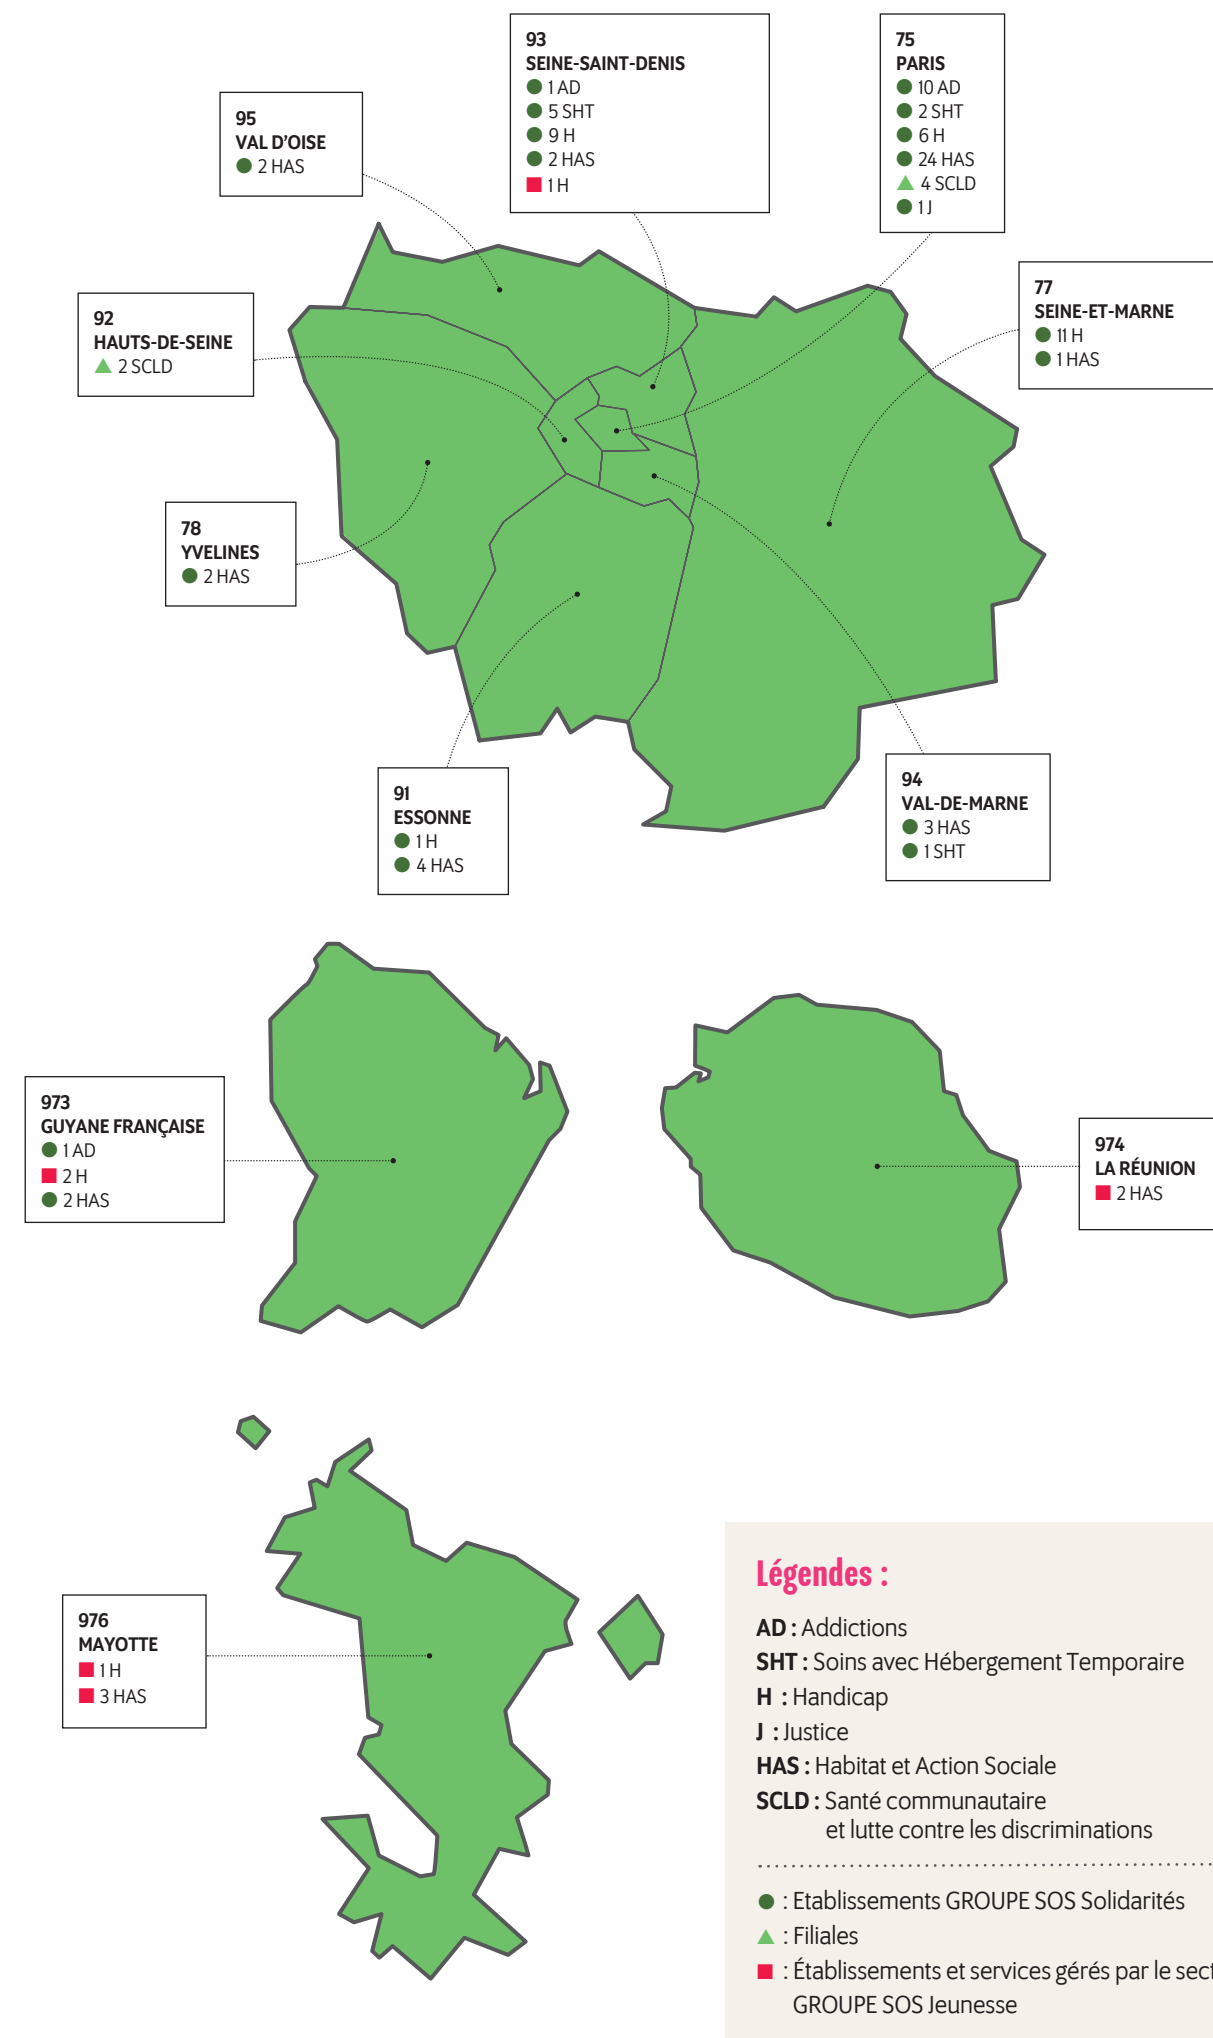 93
SEINE-SAINT-DENIS
1 AD
5 SHT
9 H
2 HAS
1 H
75
PARIS
10 AD
2 SHT
6 H
24 HAS
4 SCLD
1 J
95
VAL D’OISE
2 HAS
77
SEINE-ET-MARNE
11 H
1 HAS
92
HAUTS-DE-SEINE
2 SCLD
78
YVELINES
2 HAS
91
ESSONNE
1 H
4 HAS
94
VAL-DE-MARNE
3 HAS
1 SHT
973
GUYANE FRANÇAISE
1 AD
2 H
2 HAS
974
LA RÉUNION
2 HAS
976
MAYOTTE
1 H
3 HAS
Légendes :
AD : Addictions
SHT : Soins avec Hébergement Temporaire
H : Handicap
J : Justice
HAS : Habitat et Action Sociale
SCLD : Santé communautaire
et lutte contre les discriminations
: Etablissements GROUPE SOS Solidarités
: Filiales
: Établissements et services gérés par le sect
GROUPE SOS Jeunesse